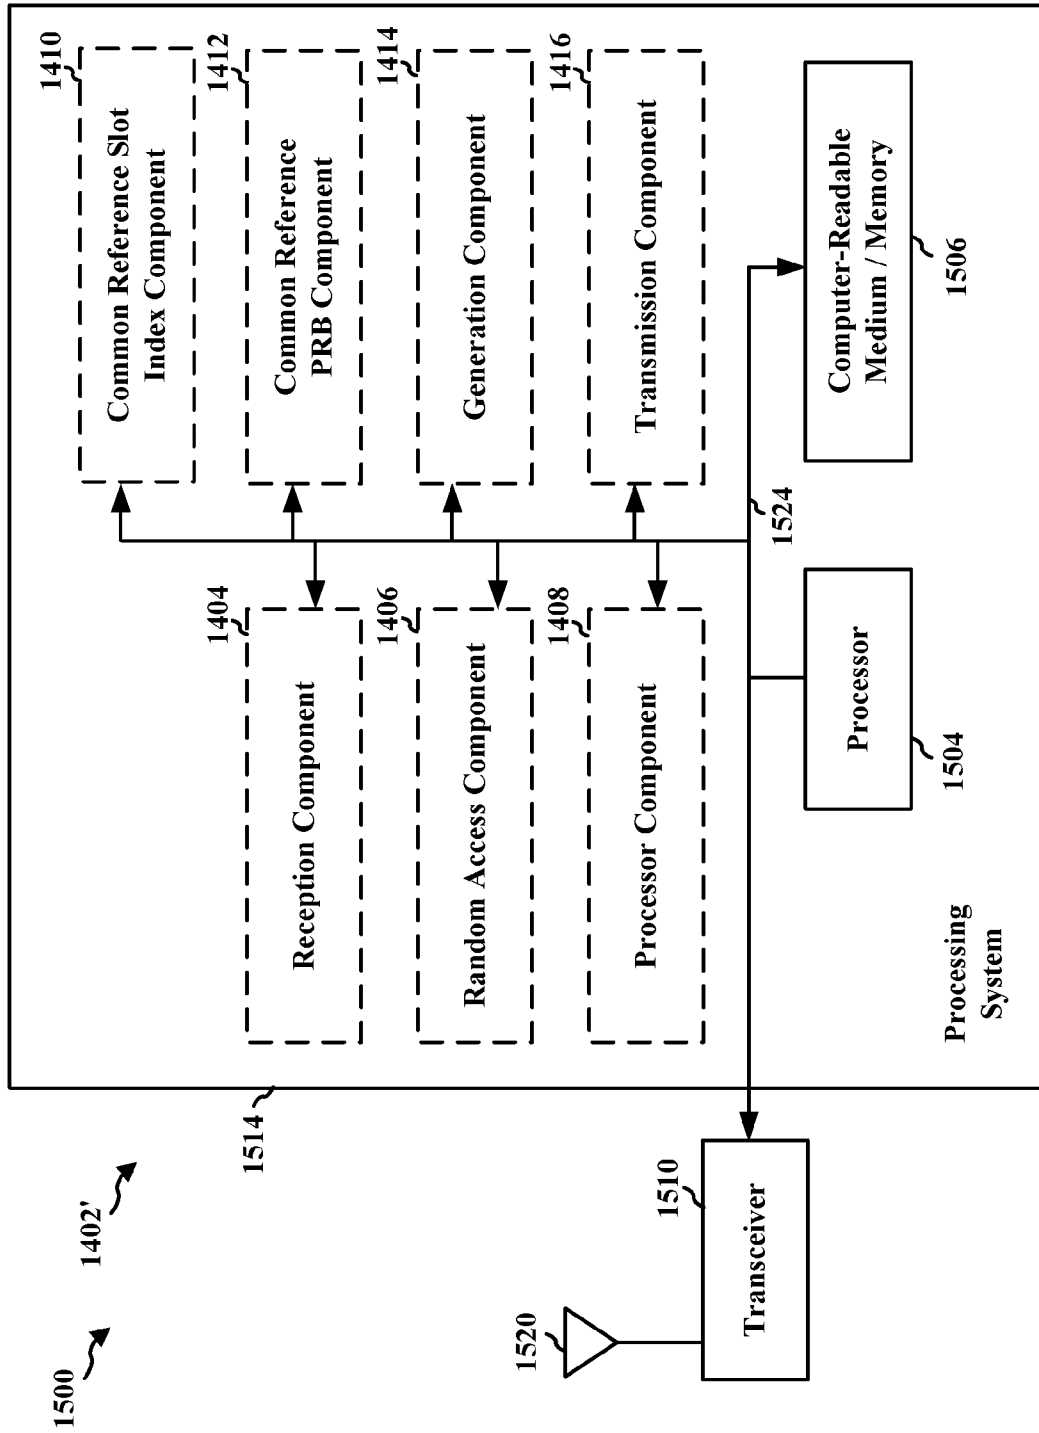 1500
1402'
1514
1410
Common Reference Slot
Index Component
1404
Reception Component
1412
Common Reference
PRB Component
1406
Random Access Component
1414
Generation Component
1408
Processor Component
1416
Transmission Component
1520
1510
Transceiver
1524
Processor
1504
Computer-Readable
Medium / Memory
1506
Processing
System